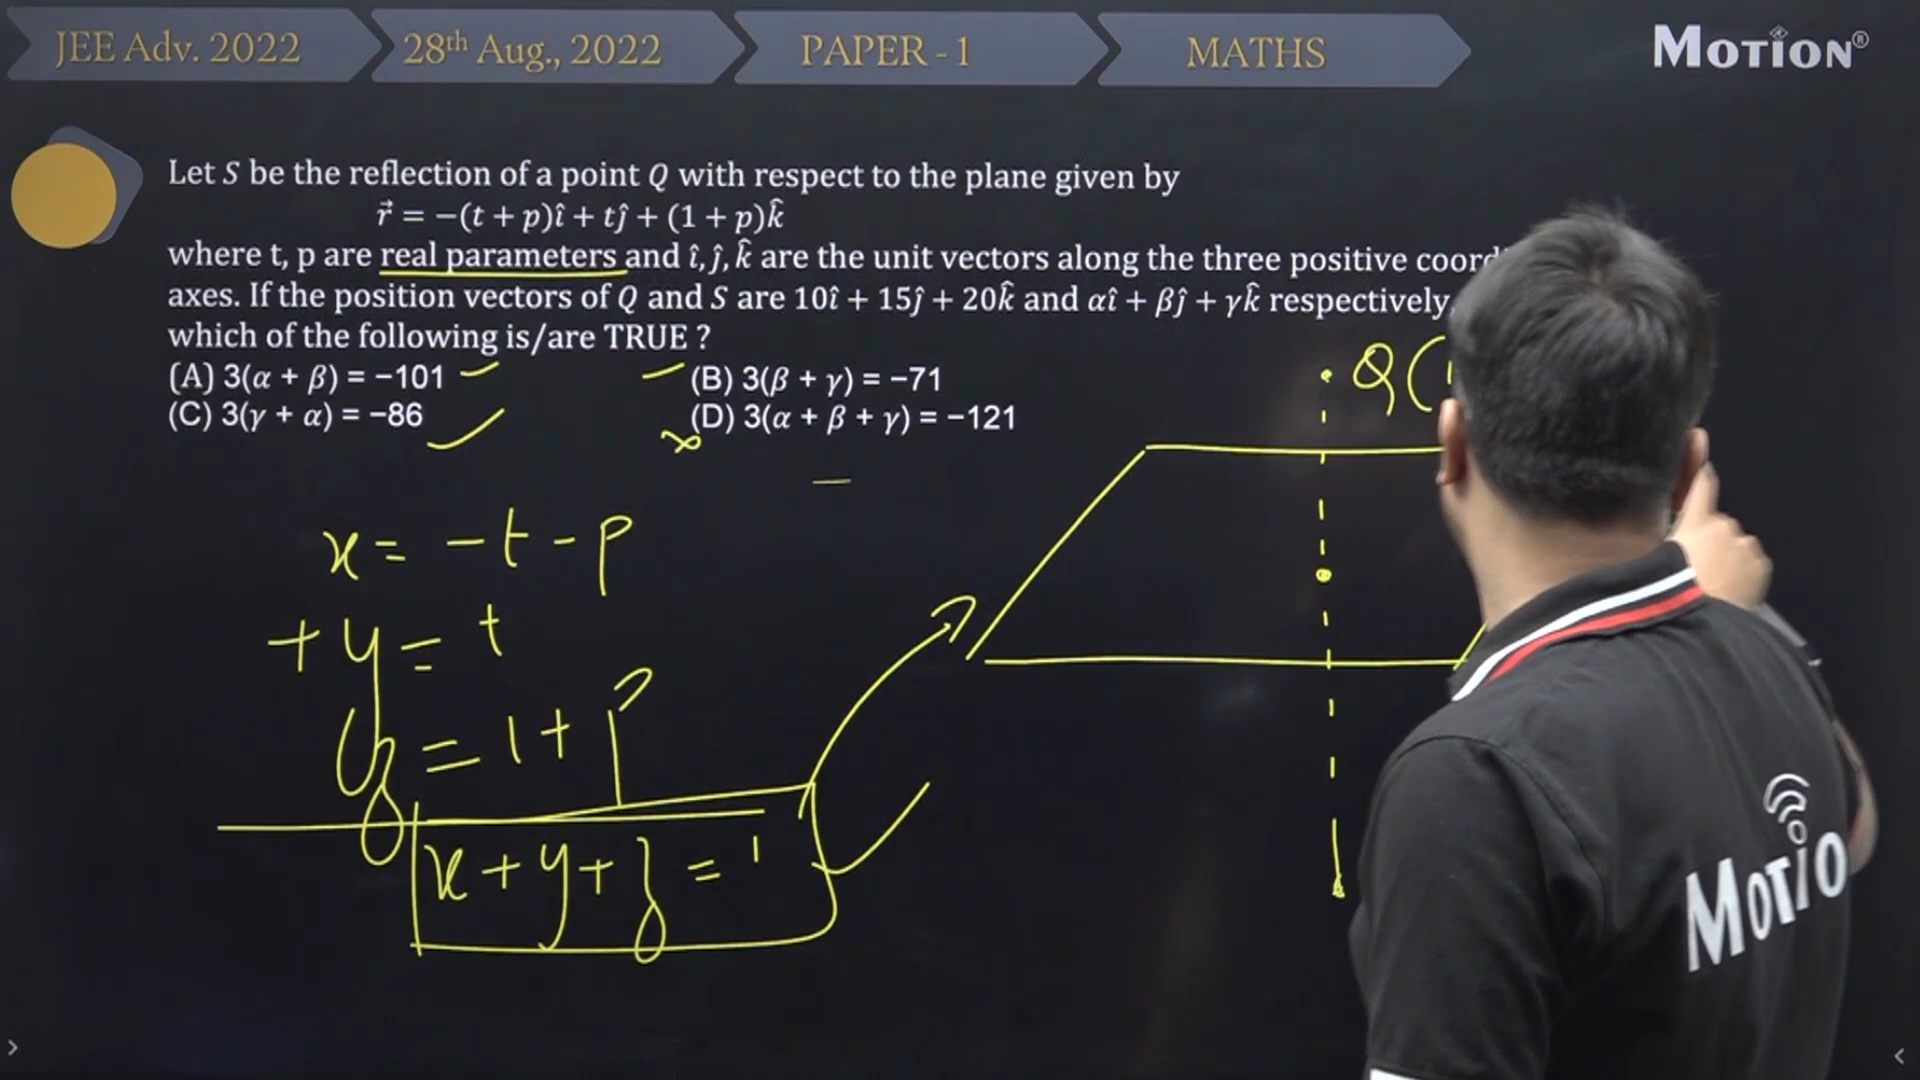 JEE Adv. 2022 28th Aug., 2022 PAPER - 1 MATHS MOTION®
Let S be the reflection of a point Q with respect to the plane given by
r⃗ = −(t + p)î + tĵ + (1 + p)k̂
where t, p are real parameters and î, ĵ, k̂ are the unit vectors along the three positive
axes. If the position vectors of Q and S are 10î + 15ĵ + 20k̂ and αî + βĵ + γk̂ respectively,
which of the following is/are TRUE ?
(A) 3(α + β) = −101 (B) 3(β + γ) = −71
(C) 3(γ + α) = −86 (D) 3(α + β + γ) = −121
Q(
x = -t - p
+ y = t
z = 1 + p
x + y + z = 1